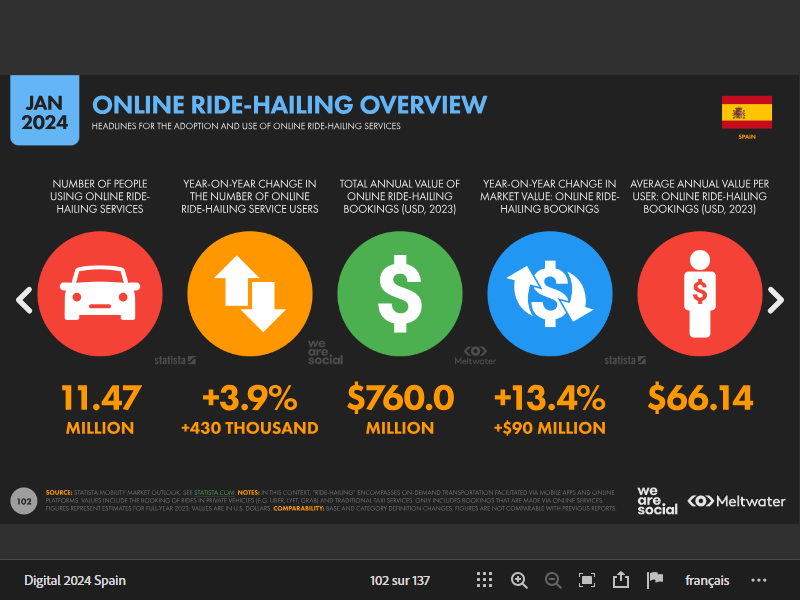 JAN
2024
ONLINE RIDE-HAILING OVERVIEW
HEADLINES FOR THE ADOPTION AND USE OF ONLINE RIDE-HAILING SERVICES
SPAIN
NUMBER OF PEOPLE
USING ONLINE RIDE-
HAILING SERVICES
YEAR-ON-YEAR CHANGE IN
THE NUMBER OF ONLINE
RIDE-HAILING SERVICE USERS
TOTAL ANNUAL VALUE OF
ONLINE RIDE-HAILING
BOOKINGS (USD, 2023)
YEAR-ON-YEAR CHANGE IN
MARKET VALUE: ONLINE RIDE-
HAILING BOOKINGS
AVERAGE ANNUAL VALUE PER
USER: ONLINE RIDE-HAILING
BOOKINGS (USD, 2023)
$
$
$
statista
we
are.
social
Meltwater
statista
11.47
MILLION
+3.9%
+430 THOUSAND
$760.0
MILLION
+13.4%
+$90 MILLION
$66.14
102
SOURCE: STATISTA MOBILITY MARKET OUTLOOK. SEE STATISTA.COM. NOTES: IN THIS CONTEXT, "RIDE-HAILING" ENCOMPASSES ON-DEMAND TRANSPORTATION FACILITATED VIA MOBILE APPS AND ONLINE
PLATFORMS. VALUES INCLUDE THE BOOKING OF RIDES IN PRIVATE VEHICLES (E.G. UBER, LYFT, GRAB) AND TRADITIONAL TAXI SERVICES. ONLY INCLUDES BOOKINGS THAT ARE MADE VIA ONLINE SERVICES.
FIGURES REPRESENT ESTIMATES FOR FULL-YEAR 2023. VALUES ARE IN U.S. DOLLARS. COMPARABILITY: BASE AND CATEGORY DEFINITION CHANGES. FIGURES ARE NOT COMPARABLE WITH PREVIOUS REPORTS.
we
are.
social
Meltwater
Digital 2024 Spain
102 sur 137
français